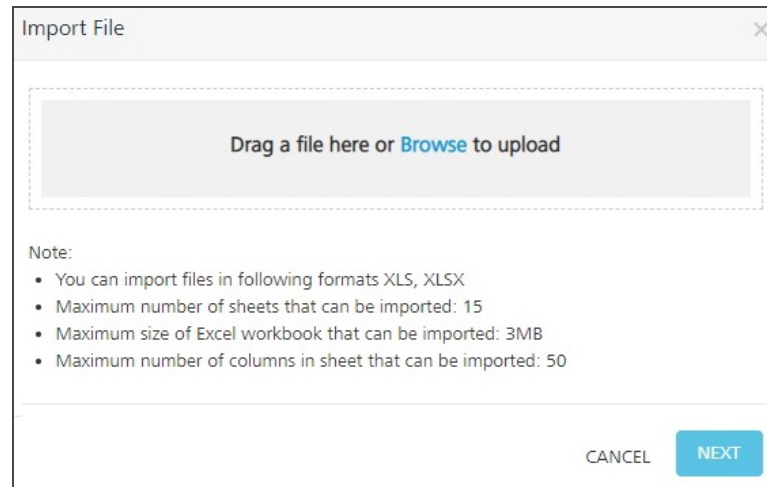 Import File
Drag a file here or Browse to upload
Note:
• You can import files in following formats XLS, XLSX
• Maximum number of sheets that can be imported: 15
• Maximum size of Excel workbook that can be imported: 3MB
• Maximum number of columns in sheet that can be imported: 50
CANCEL NEXT